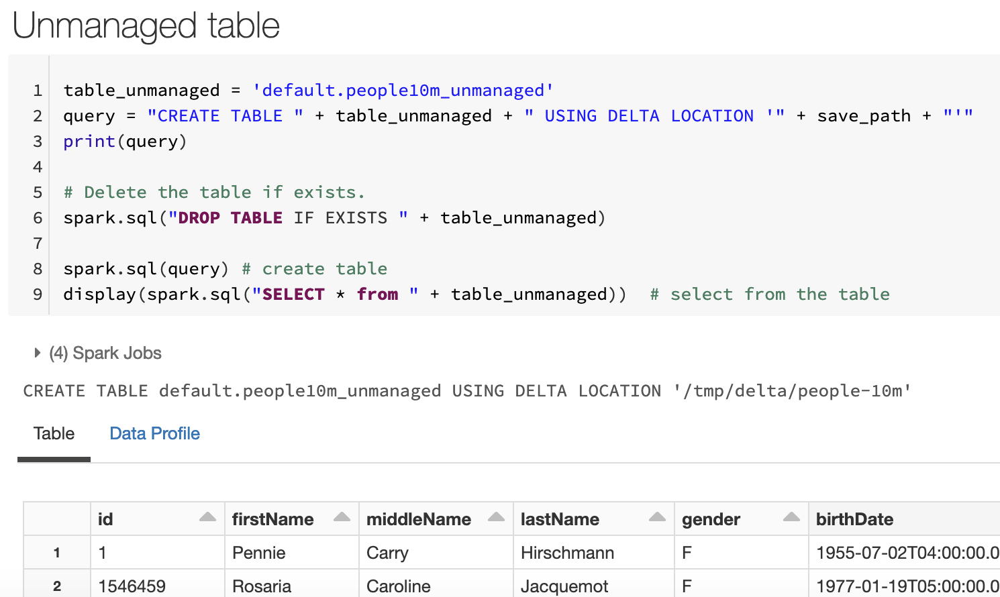 Unmanaged table
1 table_unmanaged = 'default.people10m_unmanaged'
2 query = "CREATE TABLE " + table_unmanaged + " USING DELTA LOCATION '" + save_path + "'"
3 print(query)
4
5 # Delete the table if exists.
6 spark.sql("DROP TABLE IF EXISTS " + table_unmanaged)
7
8 spark.sql(query) # create table
9 display(spark.sql("SELECT * from " + table_unmanaged))  # select from the table
(4) Spark Jobs
CREATE TABLE default.people10m_unmanaged USING DELTA LOCATION '/tmp/delta/people-10m'
Table Data Profile
id firstName middleName lastName gender birthDate
1 1 Pennie Carry Hirschmann F 1955-07-02T04:00:00.0
2 1546459 Rosaria Caroline Jacquemot F 1977-01-19T05:00:00.0